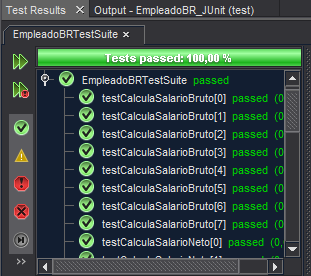 Test Results × Output - EmpleadoBR_JUnit (test)
EmpleadoBRTestSuite ×
Tests passed: 100,00 %
EmpleadoBRTestSuite passed
testCalculaSalarioBruto[0] passed (0
testCalculaSalarioBruto[1] passed (0
testCalculaSalarioBruto[2] passed (0
testCalculaSalarioBruto[3] passed (0
testCalculaSalarioBruto[4] passed (0
testCalculaSalarioBruto[5] passed (0
testCalculaSalarioBruto[6] passed (0
testCalculaSalarioBruto[7] passed (0
testCalculaSalarioNeto[0] passed (0,